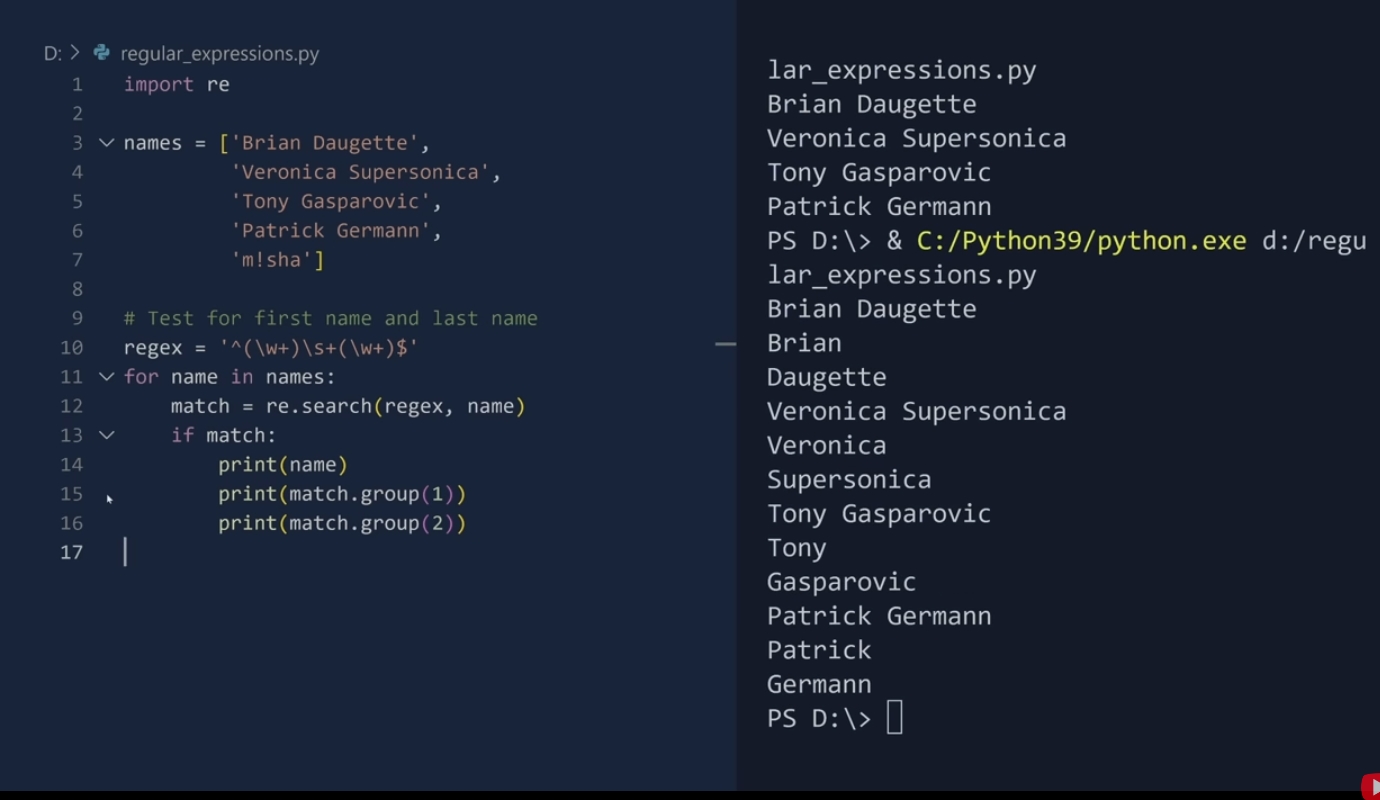 D: > regular_expressions.py
1 import re
2
3 names = ['Brian Daugette',
4 'Veronica Supersonica',
5 'Tony Gasparovic',
6 'Patrick Germann',
7 'm!sha']
8
9 # Test for first name and last name
10 regex = '^(\w+)\s+(\w+)$'
11 for name in names:
12 match = re.search(regex, name)
13 if match:
14 print(name)
15 print(match.group(1))
16 print(match.group(2))
17
lar_expressions.py
Brian Daugette
Veronica Supersonica
Tony Gasparovic
Patrick Germann
PS D:\> & C:/Python39/python.exe d:/regu
lar_expressions.py
Brian Daugette
Brian
Daugette
Veronica Supersonica
Veronica
Supersonica
Tony Gasparovic
Tony
Gasparovic
Patrick Germann
Patrick
Germann
PS D:\>